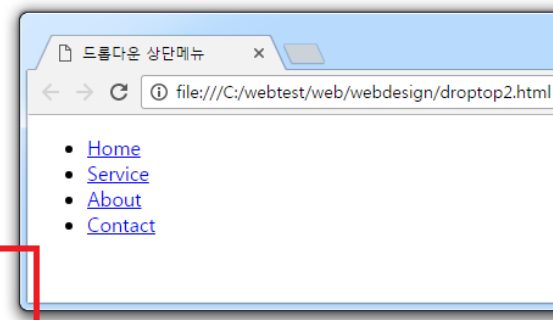 드롭다운 상단메뉴
file:///C:/webtest/web/webdesign/droptop2.html
Home
Service
About
Contact